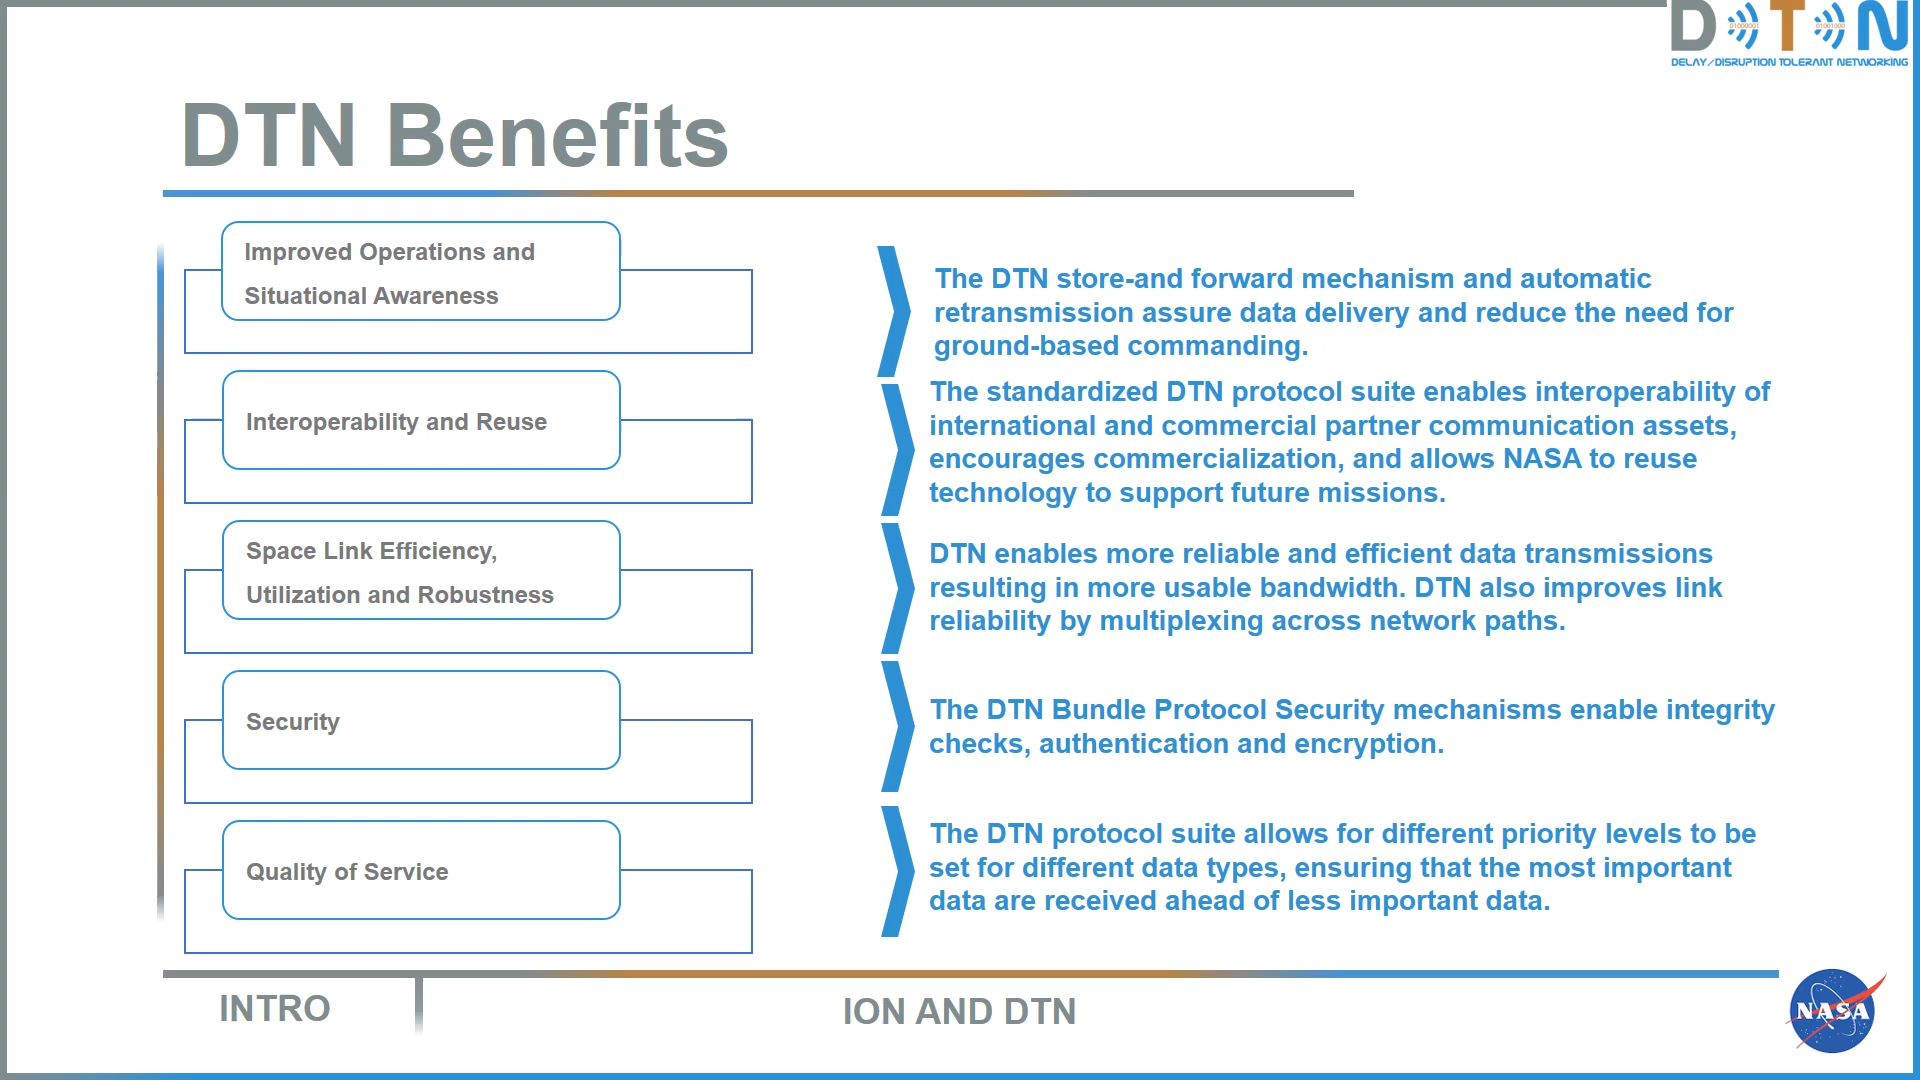 D T N
01000001
01001000
DELAY/DISRUPTION TOLERANT NETWORKING
DTN Benefits
Improved Operations and
Situational Awareness
The DTN store-and forward mechanism and automatic
retransmission assure data delivery and reduce the need for
ground-based commanding.
Interoperability and Reuse
The standardized DTN protocol suite enables interoperability of
international and commercial partner communication assets,
encourages commercialization, and allows NASA to reuse
technology to support future missions.
Space Link Efficiency,
Utilization and Robustness
DTN enables more reliable and efficient data transmissions
resulting in more usable bandwidth. DTN also improves link
reliability by multiplexing across network paths.
Security
The DTN Bundle Protocol Security mechanisms enable integrity
checks, authentication and encryption.
Quality of Service
The DTN protocol suite allows for different priority levels to be
set for different data types, ensuring that the most important
data are received ahead of less important data.
INTRO
ION AND DTN
NASA